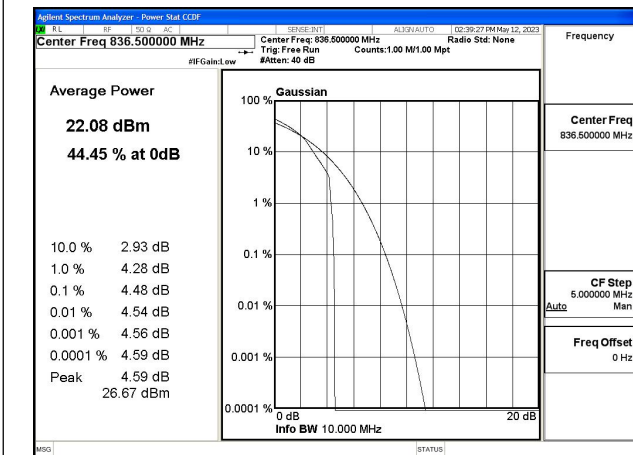 Agilent Spectrum Analyzer - Power Stat CCDF
RL RF 50 Ω AC SENSE:INT ALIGN AUTO 02:39:27 PM May 12, 2023
Center Freq 836.500000 MHz
Center Freq: 836.500000 MHz Radio Std: None
Trig: Free Run Counts:1.00 M/1.00 Mpt
#IFGain:Low #Atten: 40 dB
Frequency
Average Power
22.08 dBm
44.45 % at 0dB
10.0 % 2.93 dB
1.0 % 4.28 dB
0.1 % 4.48 dB
0.01 % 4.54 dB
0.001 % 4.56 dB
0.0001 % 4.59 dB
Peak 4.59 dB
26.67 dBm
Gaussian
100 %
10 %
1 %
0.1 %
0.01 %
0.001 %
0.0001 %
0 dB 20 dB
Info BW 10.000 MHz
Center Freq
836.500000 MHz
CF Step
5.000000 MHz
Auto Man
Freq Offset
0 Hz
MSG STATUS